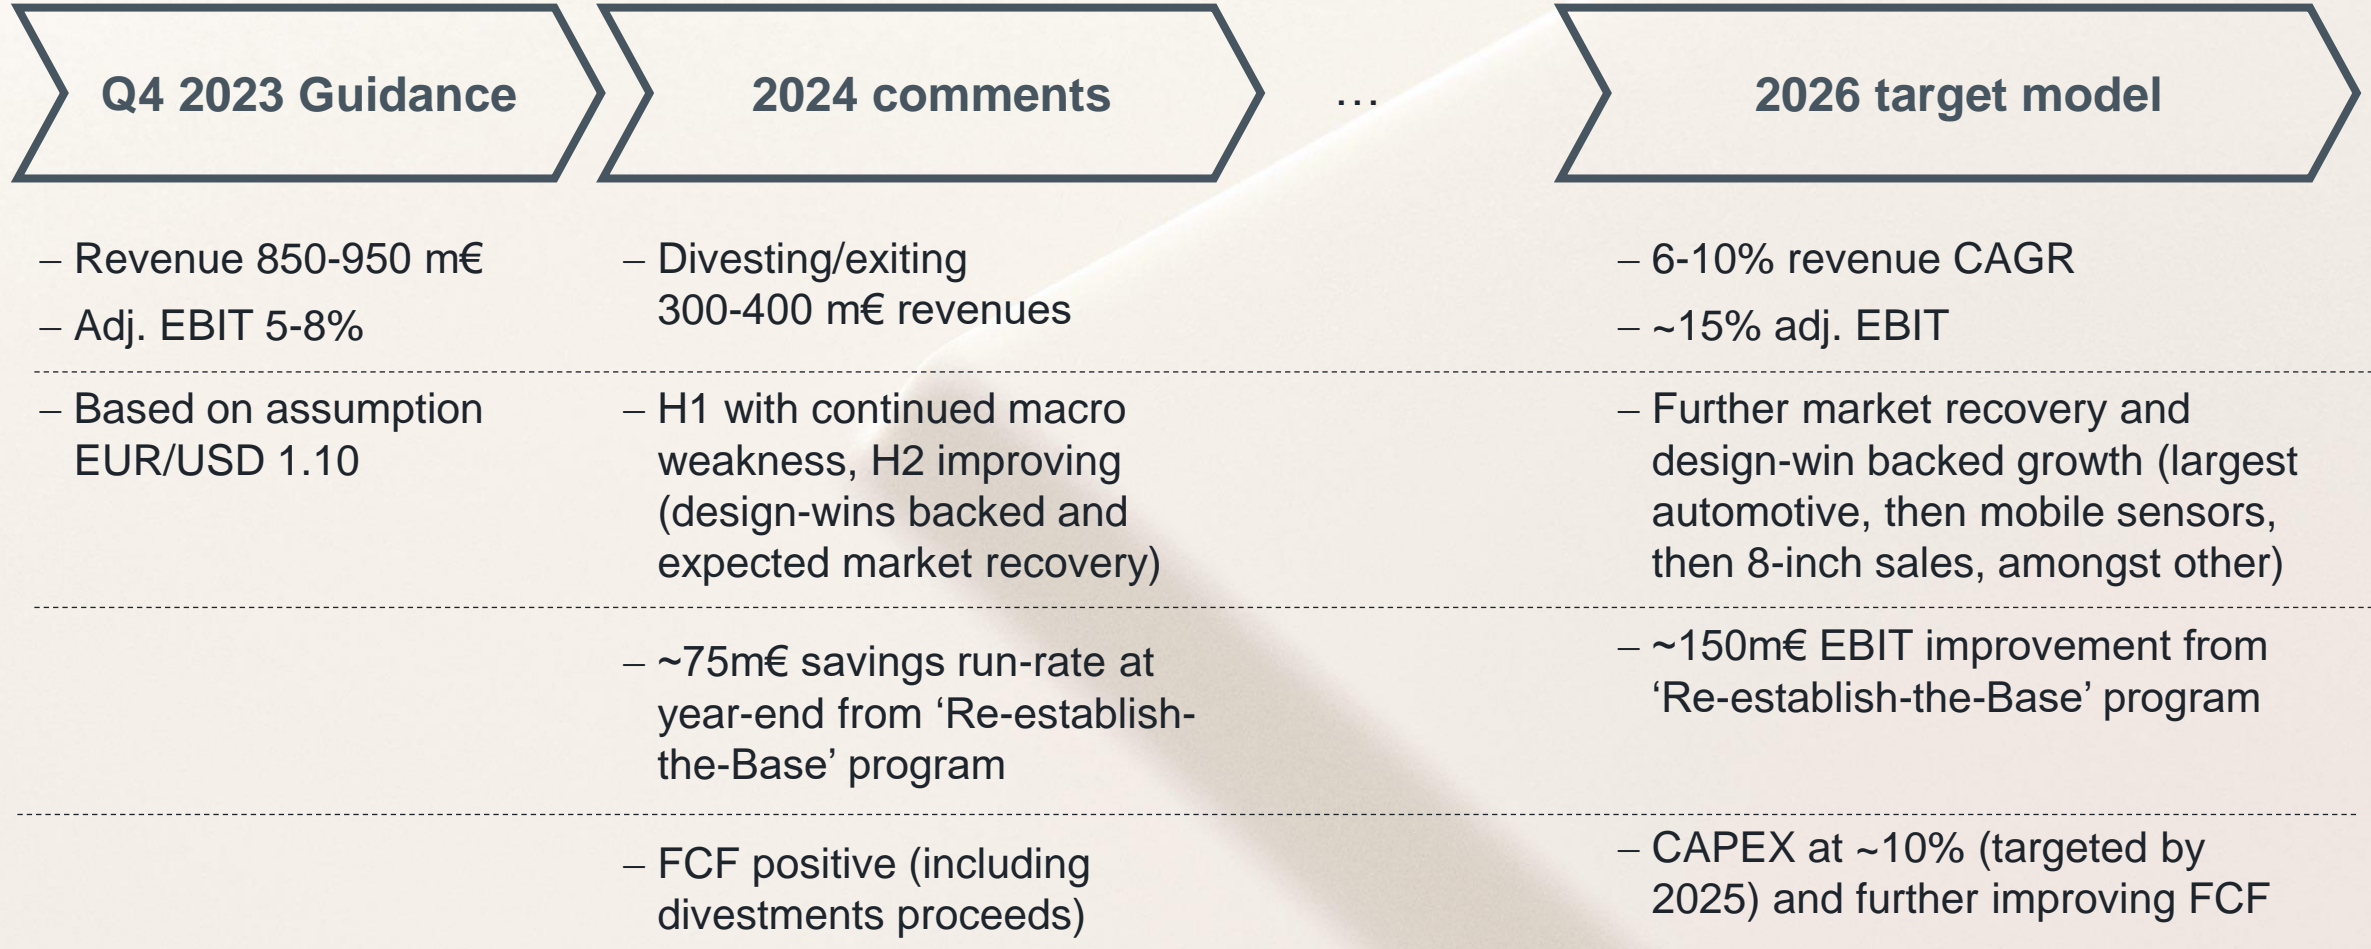 Q4 2023 Guidance
2024 comments
...
2026 target model
– Revenue 850-950 m€
– Adj. EBIT 5-8%
– Divesting/exiting
300-400 m€ revenues
– 6-10% revenue CAGR
– ~15% adj. EBIT
– Based on assumption
EUR/USD 1.10
– H1 with continued macro
weakness, H2 improving
(design-wins backed and
expected market recovery)
– Further market recovery and
design-win backed growth (largest
automotive, then mobile sensors,
then 8-inch sales, amongst other)
– ~75m€ savings run-rate at
year-end from ‘Re-establish-
the-Base’ program
– ~150m€ EBIT improvement from
‘Re-establish-the-Base’ program
– FCF positive (including
divestments proceeds)
– CAPEX at ~10% (targeted by
2025) and further improving FCF